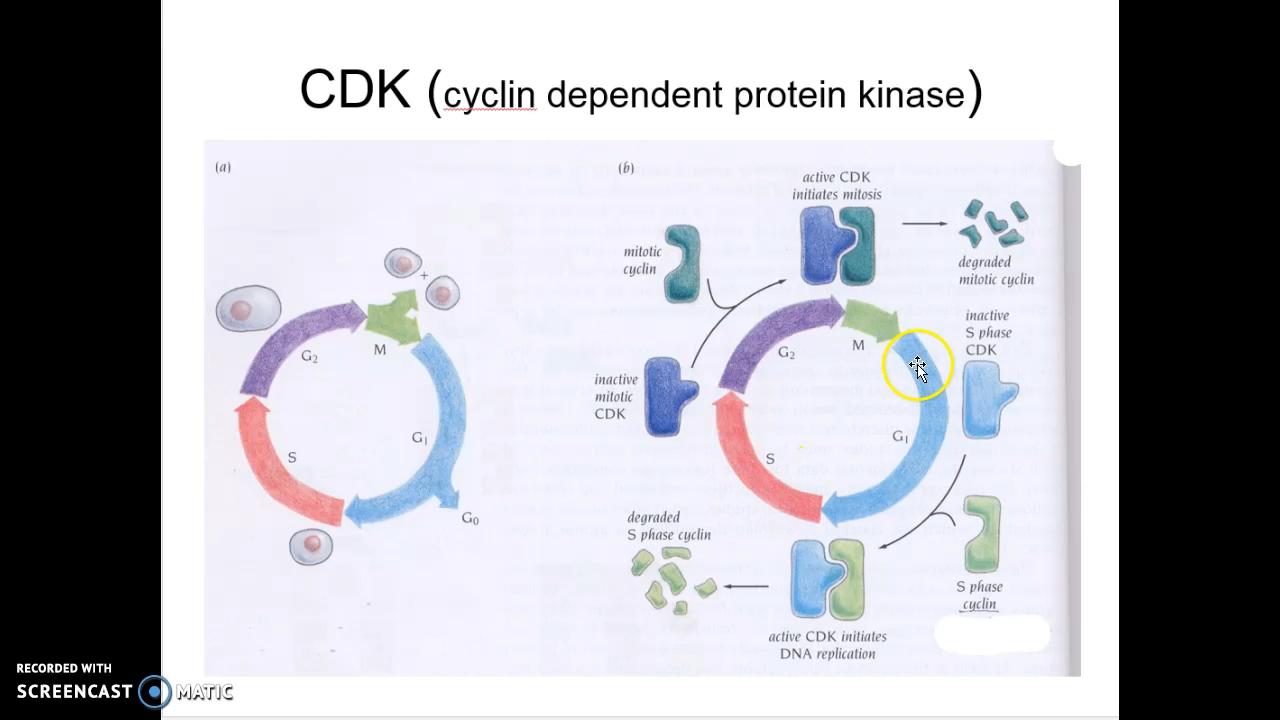 CDK (cyclin dependent protein kinase)
(a)
M
G₂
G₁
S
G₀
(b)
active CDK
initiates mitosis
mitotic
cyclin
degraded
mitotic cyclin
inactive
S phase
CDK
M
G₂
inactive
mitotic
CDK
G₁
S
degraded
S phase cyclin
S phase
cyclin
active CDK initiates
DNA replication
RECORDED WITH
SCREENCAST MATIC